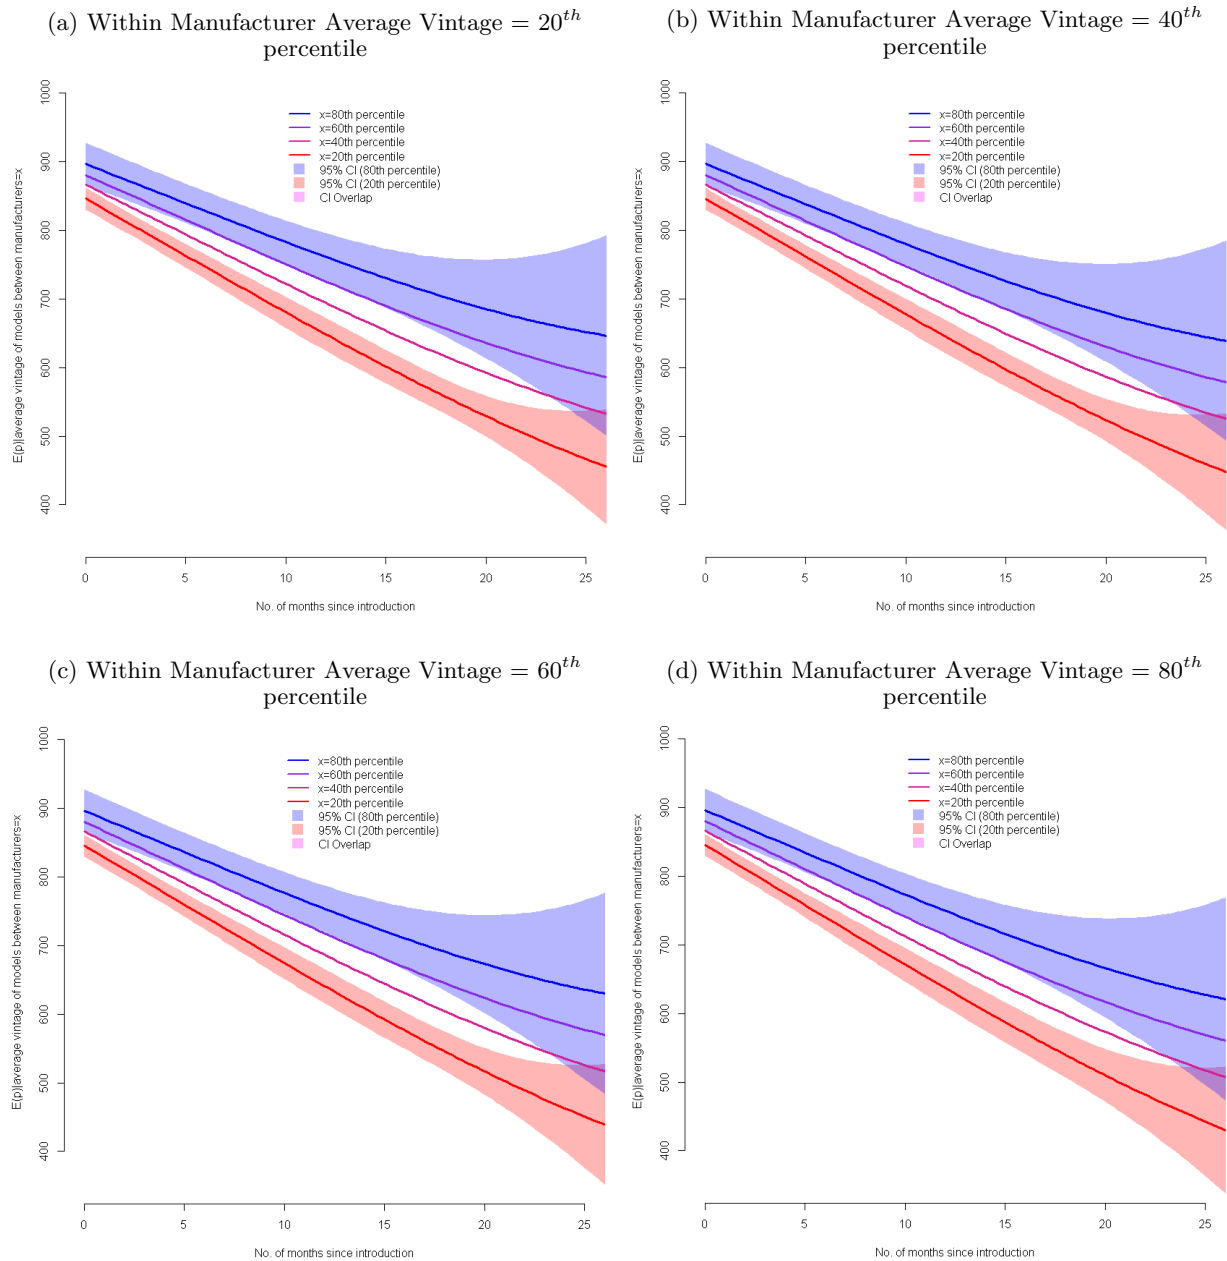 (a) Within Manufacturer Average Vintage = 20th
percentile
1000
900
800
700
600
500
400
E(p)|average vintage of models between manufacturers=x
x=80th percentile
x=60th percentile
x=40th percentile
x=20th percentile
95% CI (80th percentile)
95% CI (20th percentile)
CI Overlap
0 5 10 15 20 25
No. of months since introduction
(b) Within Manufacturer Average Vintage = 40th
percentile
1000
900
800
700
600
500
400
E(p)|average vintage of models between manufacturers=x
x=80th percentile
x=60th percentile
x=40th percentile
x=20th percentile
95% CI (80th percentile)
95% CI (20th percentile)
CI Overlap
0 5 10 15 20 25
No. of months since introduction
(c) Within Manufacturer Average Vintage = 60th
percentile
1000
900
800
700
600
500
400
E(p)|average vintage of models between manufacturers=x
x=80th percentile
x=60th percentile
x=40th percentile
x=20th percentile
95% CI (80th percentile)
95% CI (20th percentile)
CI Overlap
0 5 10 15 20 25
No. of months since introduction
(d) Within Manufacturer Average Vintage = 80th
percentile
1000
900
800
700
600
500
400
E(p)|average vintage of models between manufacturers=x
x=80th percentile
x=60th percentile
x=40th percentile
x=20th percentile
95% CI (80th percentile)
95% CI (20th percentile)
CI Overlap
0 5 10 15 20 25
No. of months since introduction